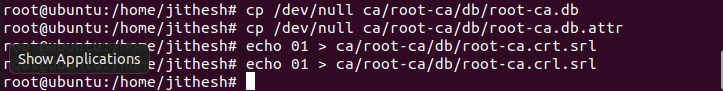 root@ubuntu:/home/jithesh# cp /dev/null ca/root-ca/db/root-ca.db
root@ubuntu:/home/jithesh# cp /dev/null ca/root-ca/db/root-ca.db.attr
root@ubuntu:/home/jithesh# echo 01 > ca/root-ca/db/root-ca.crt.srl
Show Applications /jithesh# echo 01 > ca/root-ca/db/root-ca.crl.srl
root@ubuntu:/home/jithesh#